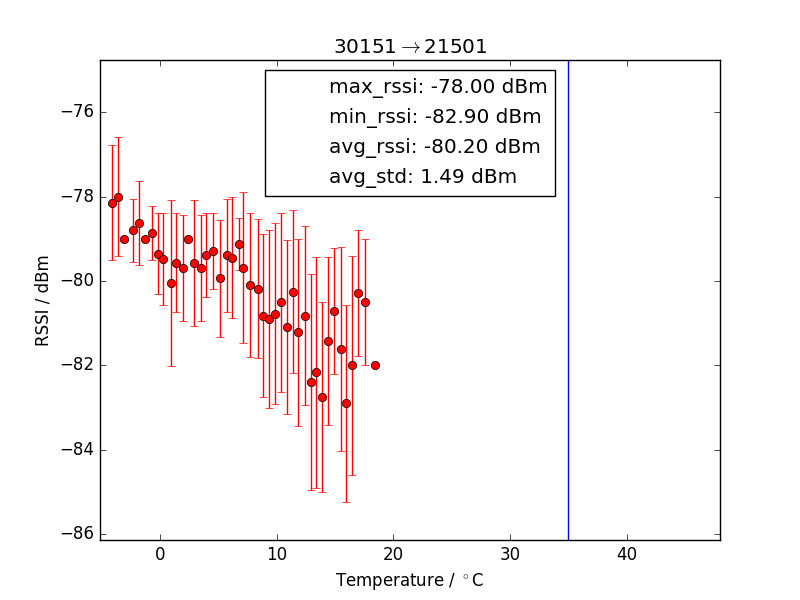 30151→21501
max_rssi: -78.00 dBm
min_rssi: -82.90 dBm
avg_rssi: -80.20 dBm
avg_std: 1.49 dBm
−76
−78
−80
−82
−84
−86
RSSI / dBm
0 10 20 30 40
Temperature / °C